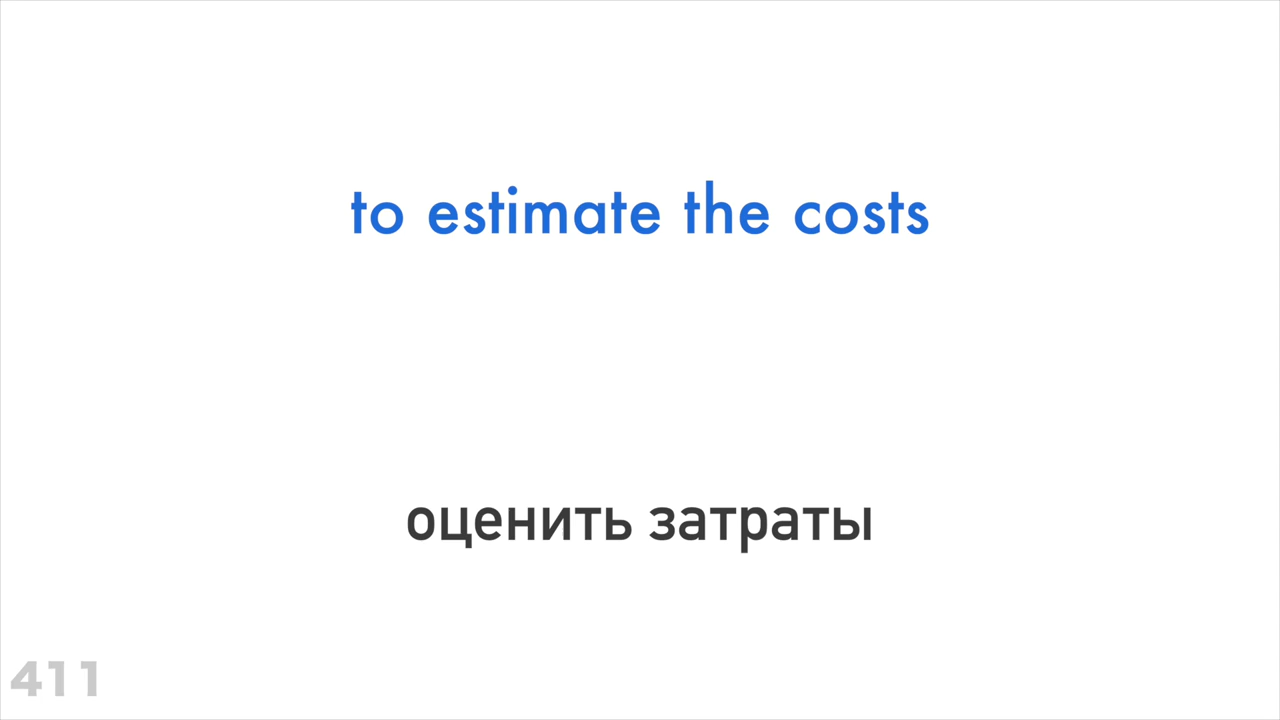 to estimate the costs
оценить затраты
411